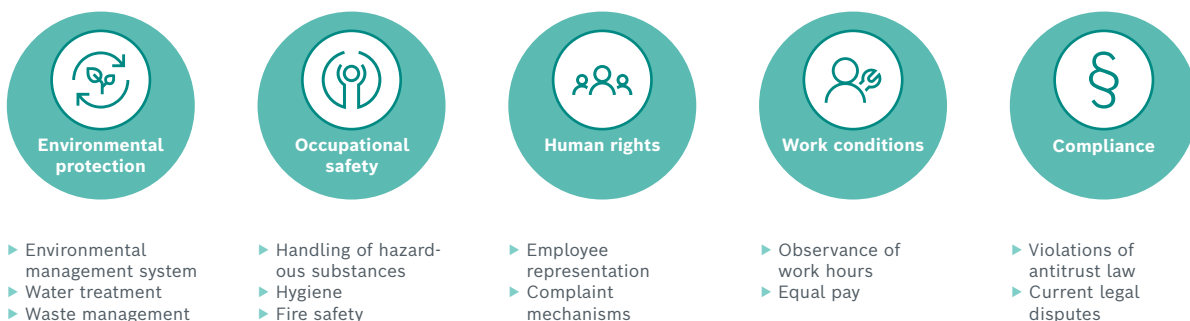 Environmental
protection
Occupational
safety
Human rights
Work conditions
Compliance
▶ Environmental
management system
▶ Water treatment
▶ Waste management
▶ Handling of hazard-
ous substances
▶ Hygiene
▶ Fire safety
▶ Employee
representation
▶ Complaint
mechanisms
▶ Observance of
work hours
▶ Equal pay
▶ Violations of
antitrust law
▶ Current legal
disputes